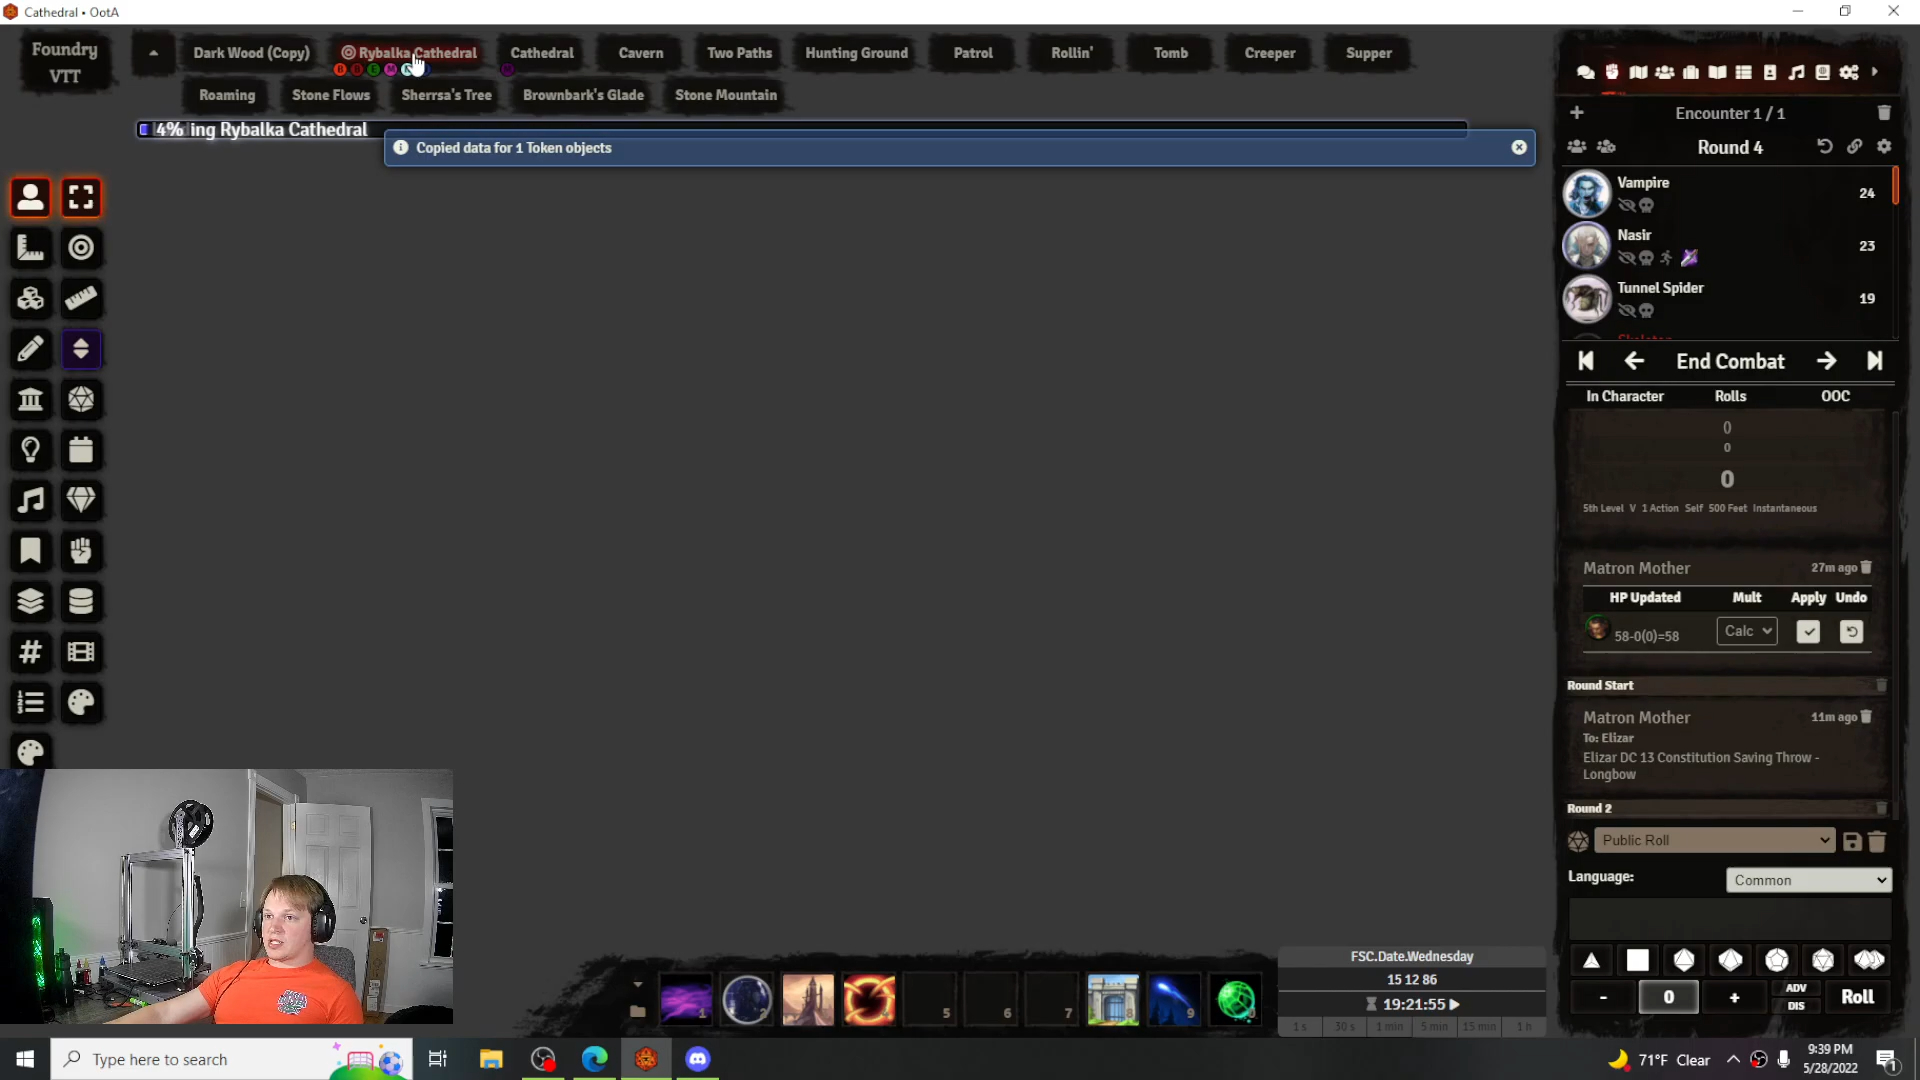 Cathedral • OotA
Foundry
VTT
Dark Wood (Copy)
Rybalka Cathedral
Cathedral
Cavern
Two Paths
Hunting Ground
Patrol
Rollin'
Tomb
Creeper
Supper
Roaming
Stone Flows
Sherrsa's Tree
Brownbark's Glade
Stone Mountain
4% ing Rybalka Cathedral
Copied data for 1 Token objects
Encounter 1 / 1
Round 4
Vampire
24
Nasir
23
Tunnel Spider
19
End Combat
In Character
Rolls
OOC
0
0
0
5th Level V 1 Action Self 500 Feet Instantaneous
Matron Mother
27m ago
HP Updated
Mult
Apply
Undo
58-0(0)=58
Calc
Round Start
Matron Mother
11m ago
To: Elizar
Elizar DC 13 Constitution Saving Throw -
Longbow
Round 2
Public Roll
Language:
Common
-
0
+
ADV
DIS
Roll
1
2
5
6
7
8
9
FSC.Date.Wednesday
15 12 86
19:21:55
1 s
30 s
1 min
5 min
15 min
1 h
Type here to search
71°F Clear
9:39 PM
5/28/2022
1